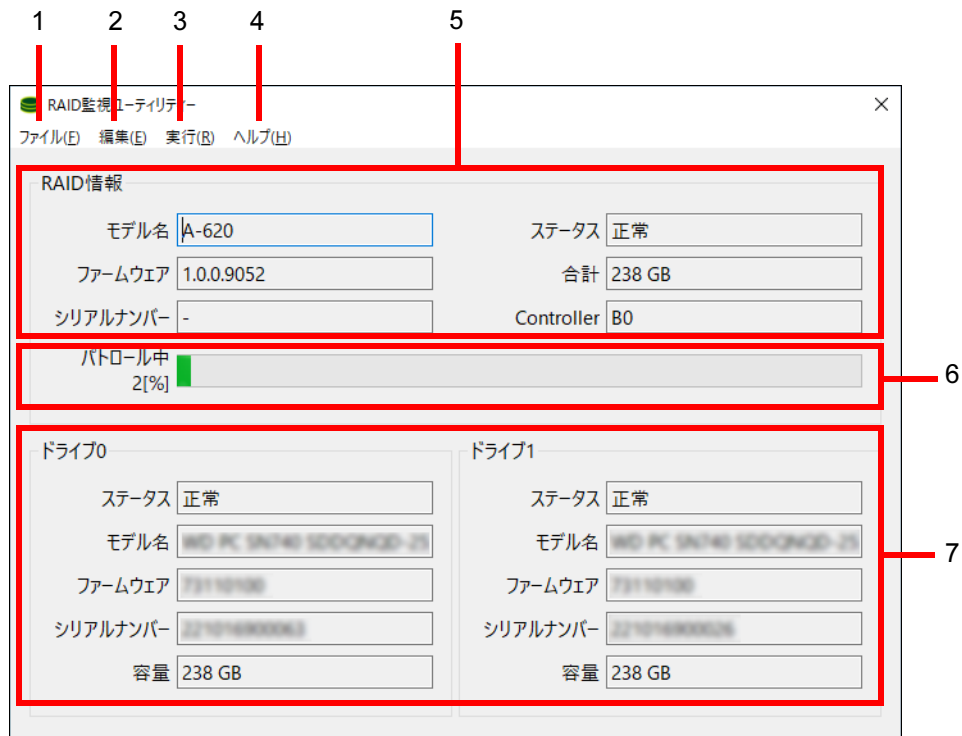 1 2 3 4 5
RAID監視ユーティリティー
ファイル(F) 編集(E) 実行(R) ヘルプ(H)
RAID情報
モデル名 A-620 ステータス 正常
ファームウェア 1.0.0.9052 合計 238 GB
シリアルナンバー - Controller B0
パトロール中
2[%]
6
ドライブ0 ドライブ1
ステータス 正常 ステータス 正常
モデル名 モデル名
7
ファームウェア ファームウェア
シリアルナンバー シリアルナンバー
容量 238 GB 容量 238 GB